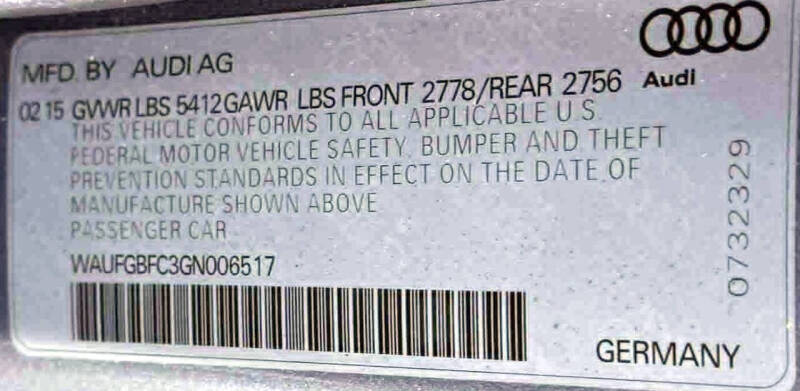 MFD. BY AUDI AG
Audi
02 15 GVWR LBS 5412 GAWR LBS FRONT 2778/REAR 2756
THIS VEHICLE CONFORMS TO ALL APPLICABLE U.S.
FEDERAL MOTOR VEHICLE SAFETY, BUMPER AND THEFT
PREVENTION STANDARDS IN EFFECT ON THE DATE OF
MANUFACTURE SHOWN ABOVE
PASSENGER CAR
WAUFGBFC3GN006517
0732329
GERMANY